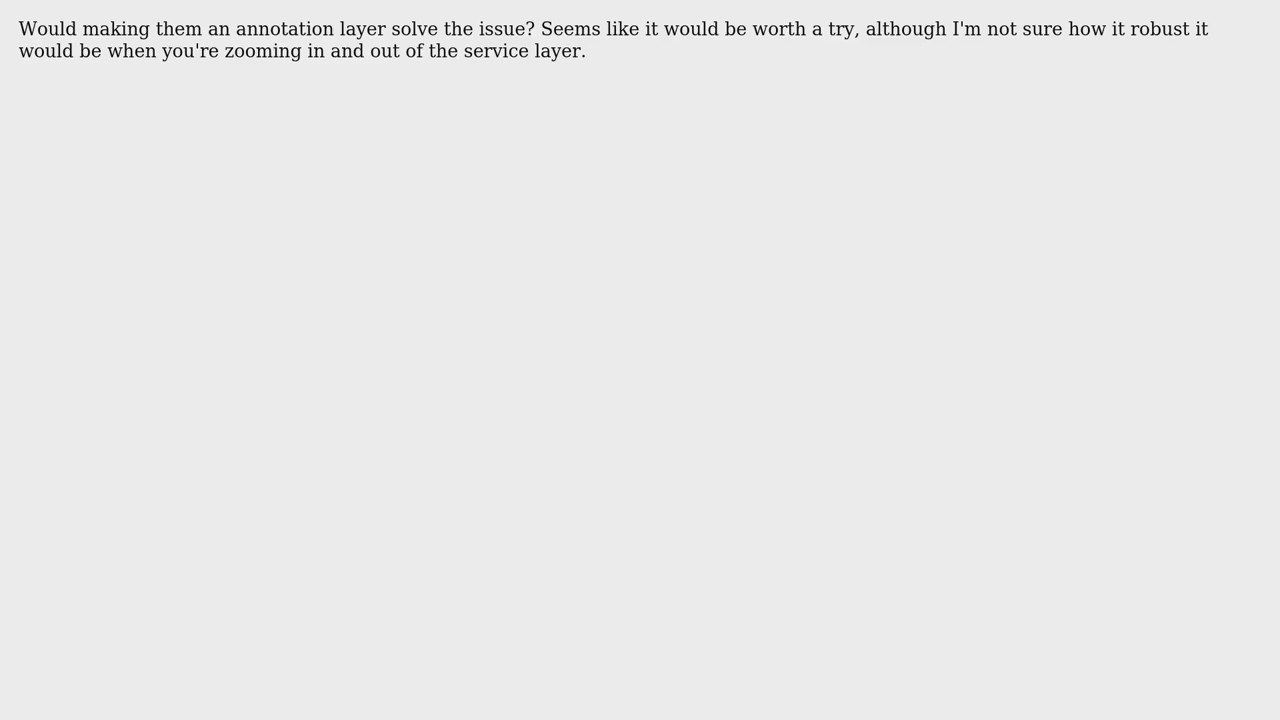 Would making them an annotation layer solve the issue? Seems like it would be worth a try, although I'm not sure how it robust it
would be when you're zooming in and out of the service layer.